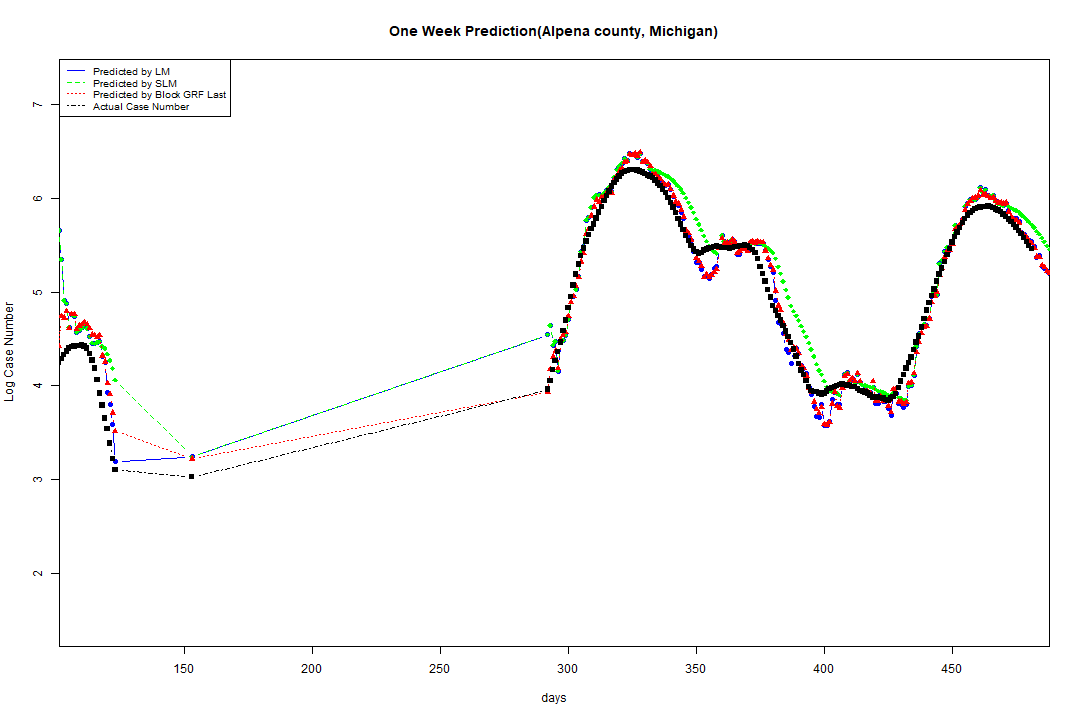 One Week Prediction(Alpena county, Michigan)
Predicted by LM
Predicted by SLM
Predicted by Block GRF Last
Actual Case Number
Log Case Number
7
6
5
4
3
2
150 200 250 300 350 400 450
days